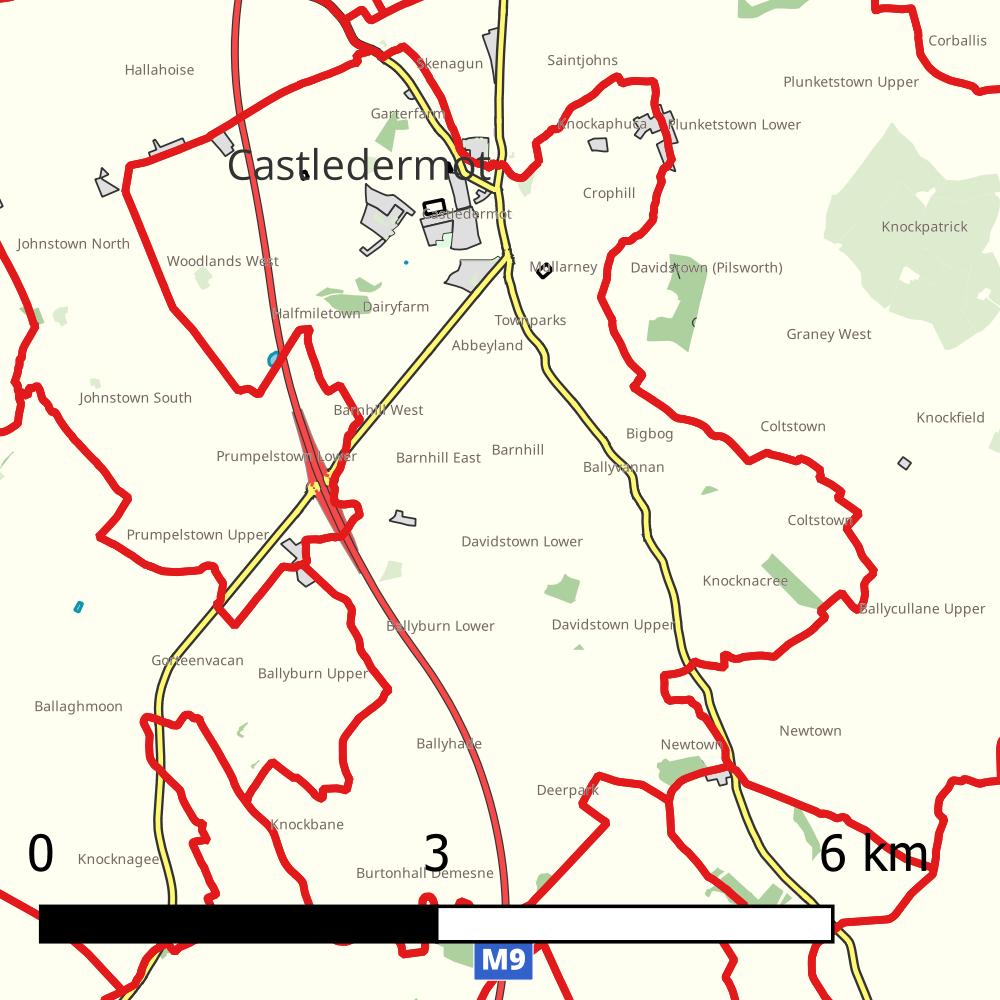 Corballis
Saintjohns
Skenagun
Hallahoise
Plunketstown Upper
Garterfarm
Knockaphuca
Plunketstown Lower
Castledermot
Crophill
Castledermot
Knockpatrick
Johnstown North
Woodlands West
Mullarney
Davidstown (Pilsworth)
Dairyfarm
Halfmiletown
Townparks
Graney West
Abbeyland
Johnstown South
Barnhill West
Knockfield
Coltstown
Bigbog
Barnhill
Prumpelstown Lower
Barnhill East
Ballyvannan
Coltstown
Prumpelstown Upper
Davidstown Lower
Knocknacree
Ballycullane Upper
Ballyburn Lower
Davidstown Upper
Gorteenvacan
Ballyburn Upper
Ballaghmoon
Newtown
Ballyhade
Newtown
Deerpark
Knockbane
0
3
6 km
Knocknagee
Burtonhall Demesne
M9